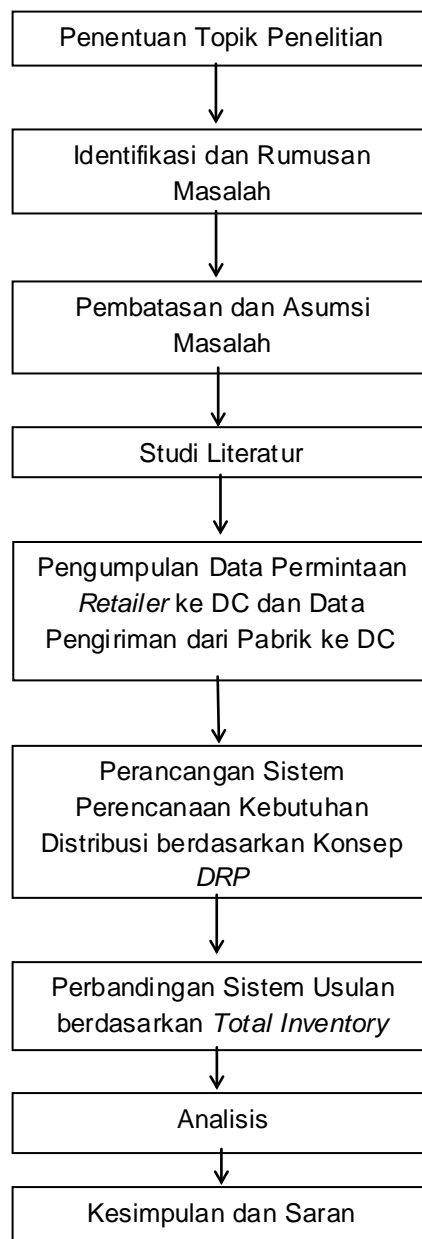 Penentuan Topik Penelitian
Identifikasi dan Rumusan
Masalah
Pembatasan dan Asumsi
Masalah
Studi Literatur
Pengumpulan Data Permintaan
Retailer ke DC dan Data
Pengiriman dari Pabrik ke DC
Perancangan Sistem
Perencanaan Kebutuhan
Distribusi berdasarkan Konsep
DRP
Perbandingan Sistem Usulan
berdasarkan Total Inventory
Analisis
Kesimpulan dan Saran